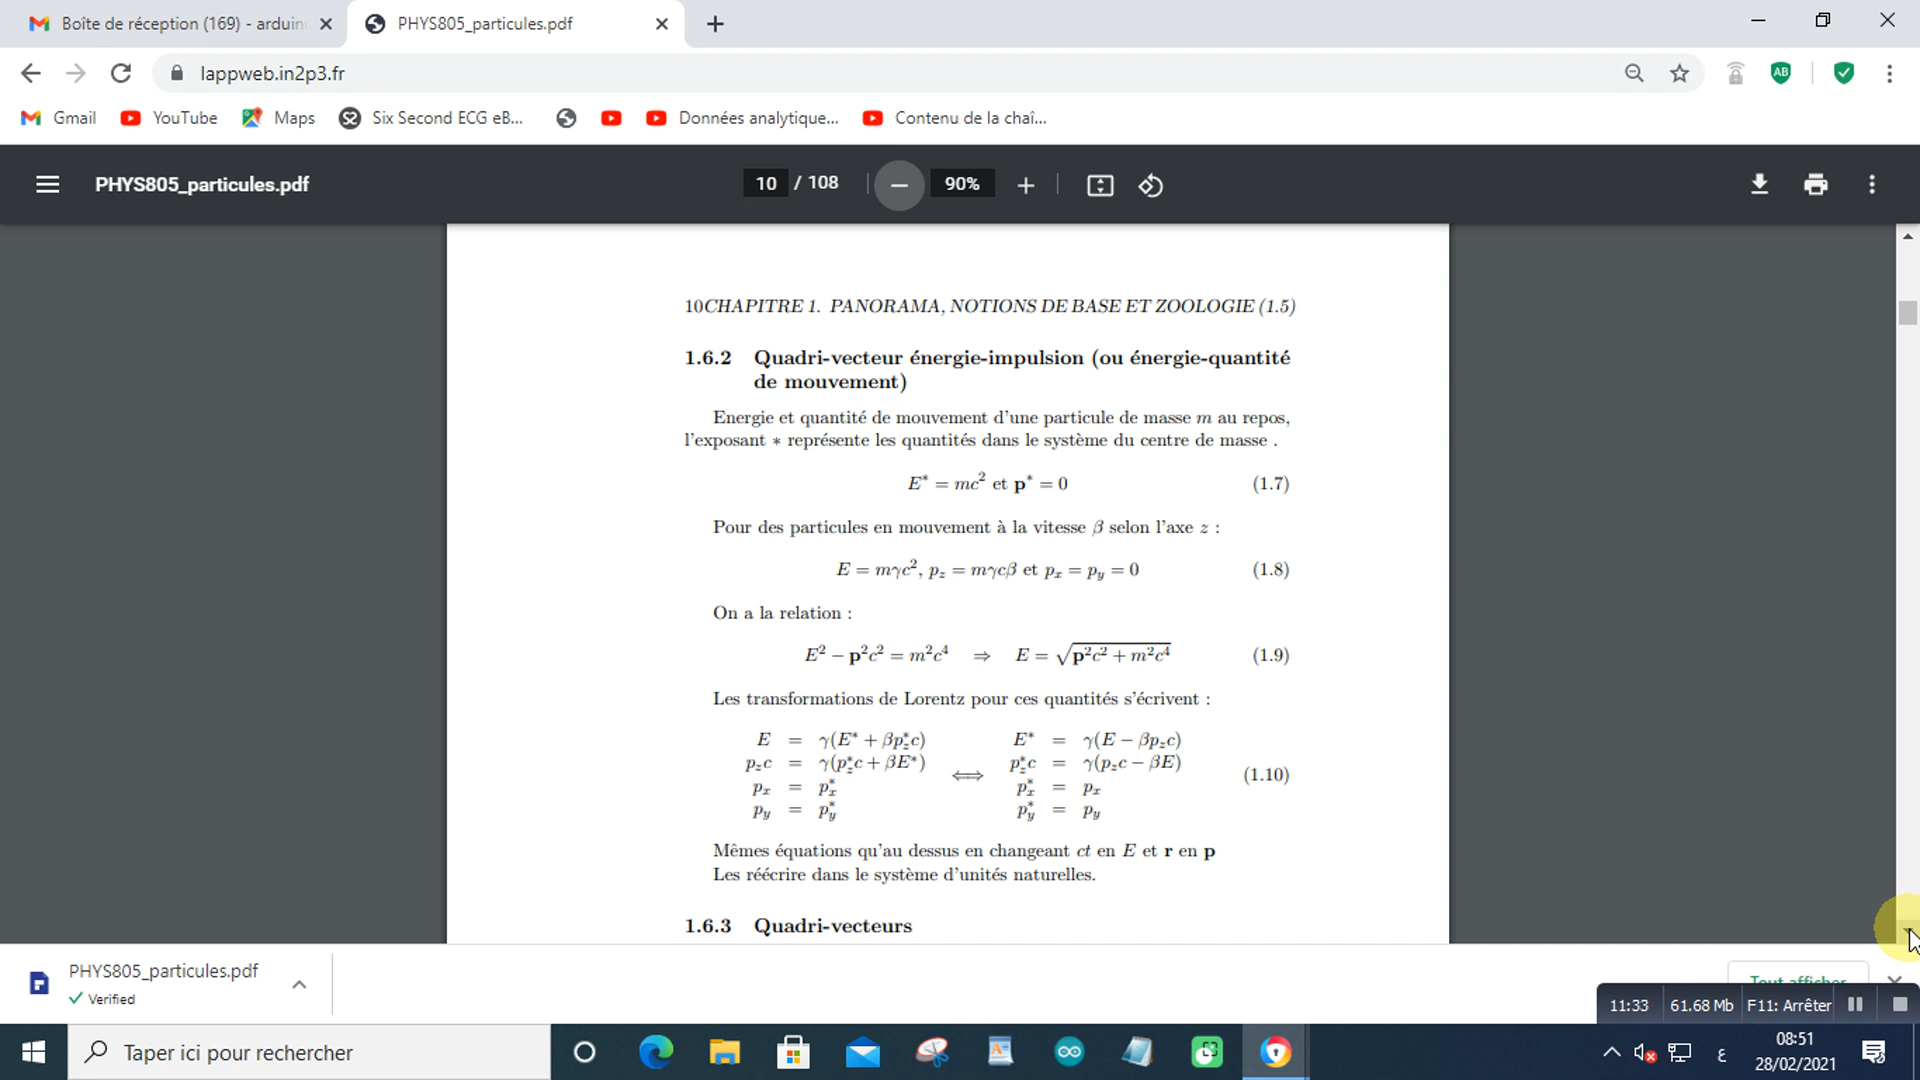 Boîte de réception (169) - arduin
PHYS805_particules.pdf
lappweb.in2p3.fr
AB
Gmail
YouTube
Maps
Six Second ECG eB...
Données analytique...
Contenu de la chaî...
PHYS805_particules.pdf
10 / 108
90%
10CHAPITRE 1. PANORAMA, NOTIONS DE BASE ET ZOOLOGIE (1.5)
1.6.2 Quadri-vecteur énergie-impulsion (ou énergie-quantité
de mouvement)
Energie et quantité de mouvement d'une particule de masse m au repos,
l'exposant * représente les quantités dans le système du centre de masse .
E* = mc² et p* = 0 (1.7)
Pour des particules en mouvement à la vitesse β selon l'axe z :
E = mγc², p_z = mγcβ et p_x = p_y = 0 (1.8)
On a la relation :
E² − p²c² = m²c⁴ ⇒ E = √(p²c² + m²c⁴) (1.9)
Les transformations de Lorentz pour ces quantités s'écrivent :
E = γ(E* + βp*_z c) E* = γ(E − βp_z c)
p_z c = γ(p*_z c + βE*) p*_z c = γ(p_z c − βE)
⟺ (1.10)
p_x = p*_x p*_x = p_x
p_y = p*_y p*_y = p_y
Mêmes équations qu'au dessus en changeant ct en E et r en p
Les réécrire dans le système d'unités naturelles.
1.6.3 Quadri-vecteurs
PHYS805_particules.pdf
Verified
Tout afficher
11:33 61.68 Mb F11: Arrêter
Taper ici pour rechercher
ع
08:51
28/02/2021